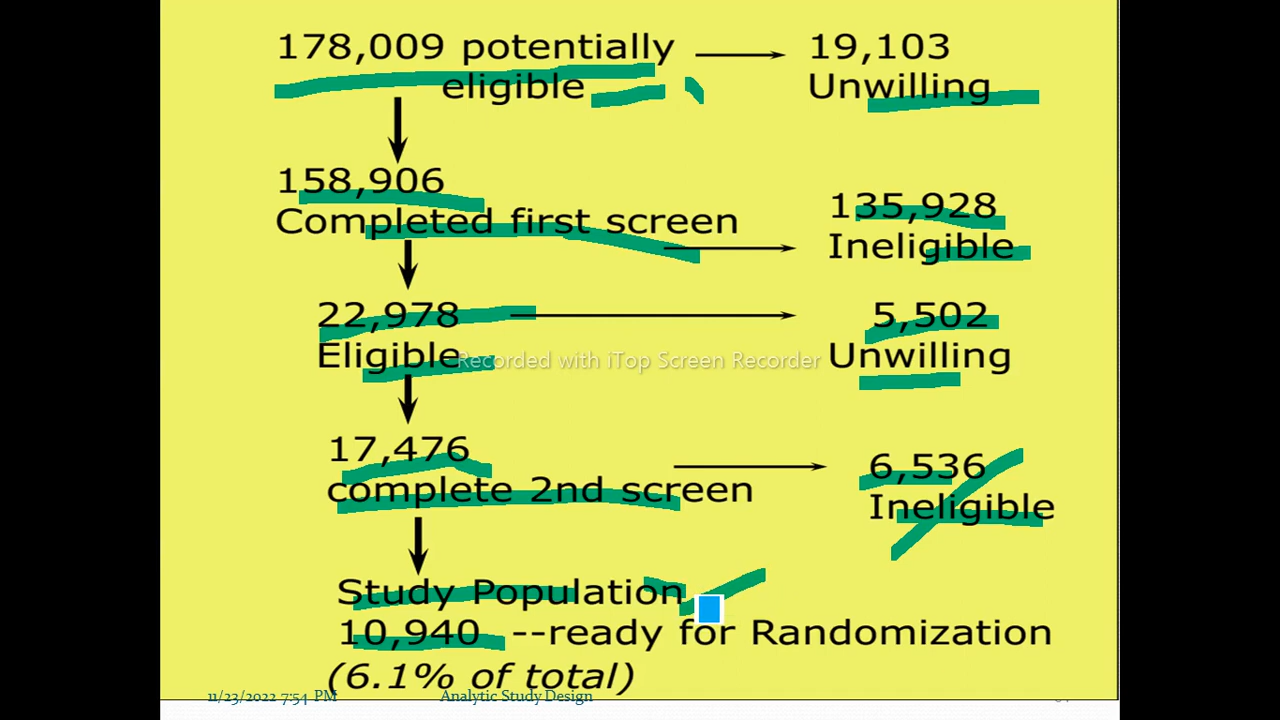 178,009 potentially
eligible
19,103
Unwilling
158,906
Completed first screen
135,928
Ineligible
22,978
Eligible
5,502
Unwilling
Recorded with iTop Screen Recorder
17,476
complete 2nd screen
6,536
Ineligible
Study Population
10,940 --ready for Randomization
(6.1% of total)
11/23/2022 7:54 PM
Analytic Study Design